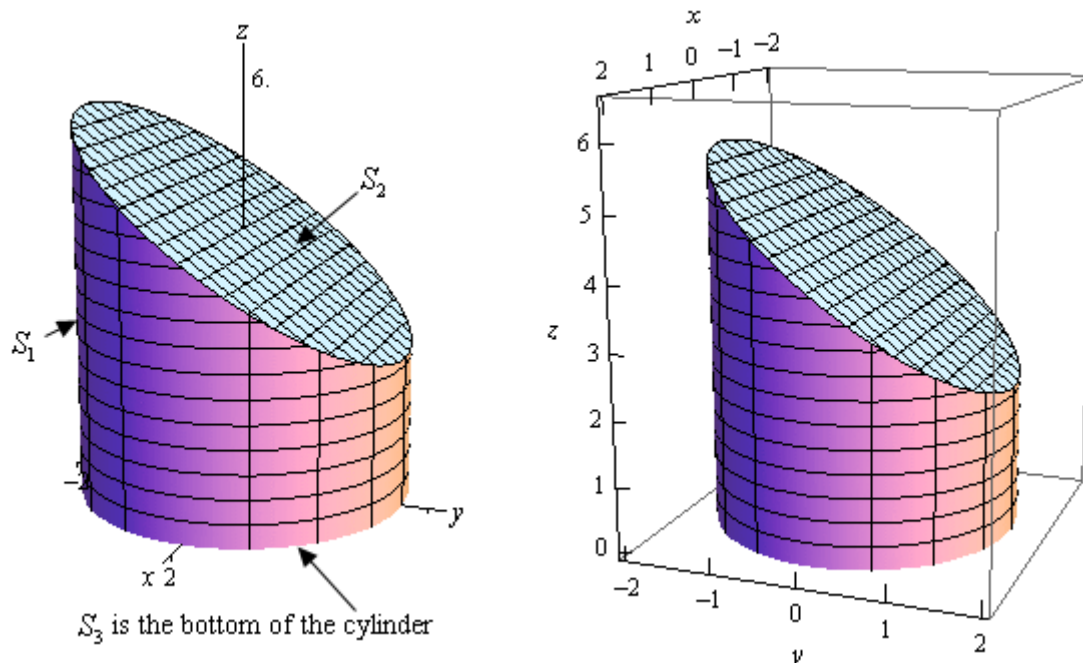 z
6.
S₂
S₁
-2
y
x 2
S₃ is the bottom of the cylinder
x
2 1 0 -1 -2
6
5
4
z
3
2
1
0
-2 -1 0 1 2
y